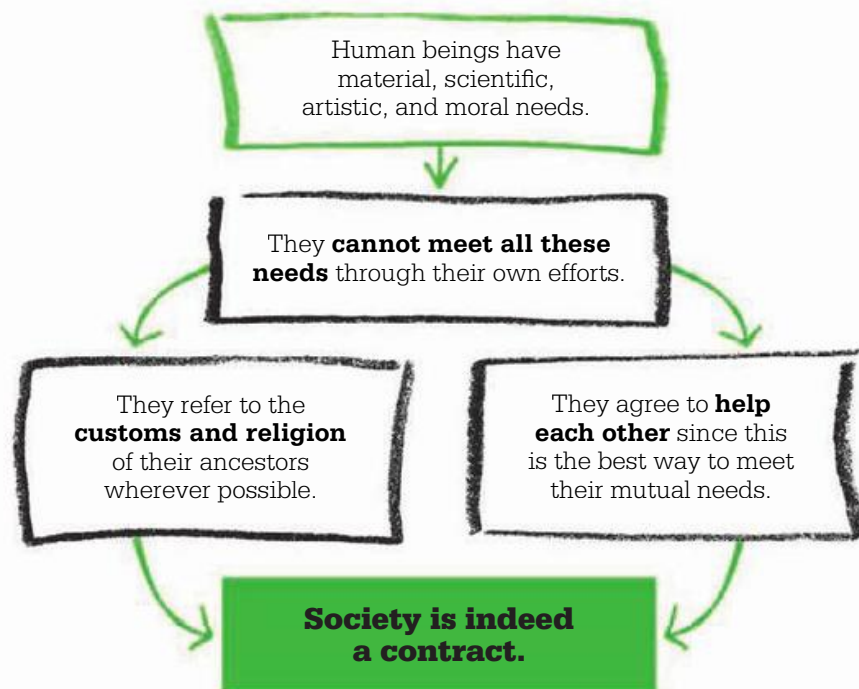 Human beings have
material, scientific,
artistic, and moral needs.
They cannot meet all these
needs through their own efforts.
They refer to the
customs and religion
of their ancestors
wherever possible.
They agree to help
each other since this
is the best way to meet
their mutual needs.
Society is indeed
a contract.